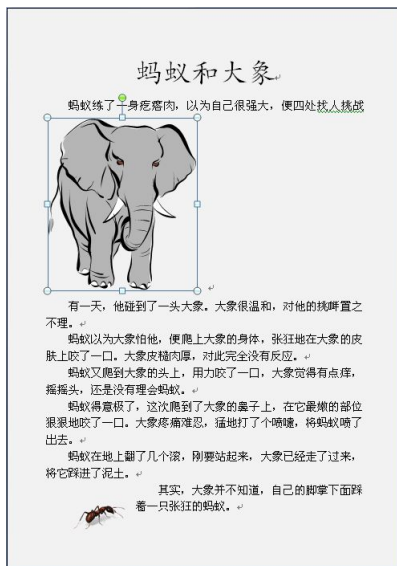 蚂蚁和大象
蚂蚁练了一身疙瘩肉，以为自己很强大，便四处找人挑战
有一天，他碰到了一头大象。大象很温和，对他的挑衅置之
不理。
蚂蚁以为大象怕他，便爬上大象的身体，张狂地在大象的皮
肤上咬了一口。大象皮糙肉厚，对此完全没有反应。
蚂蚁又爬到大象的头上，用力咬了一口，大象觉得有点痒，
摇摇头，还是没有理会蚂蚁。
蚂蚁得意极了，这次爬到了大象的鼻子上，在它最嫩的部位
狠狠地咬了一口。大象疼痛难忍，猛地打了个喷嚏，将蚂蚁喷了
出去。
蚂蚁在地上翻了几个滚，刚要站起来，大象已经走了过来，
将它踩进了泥土。
其实，大象并不知道，自己的脚掌下面踩
着一只张狂的蚂蚁。